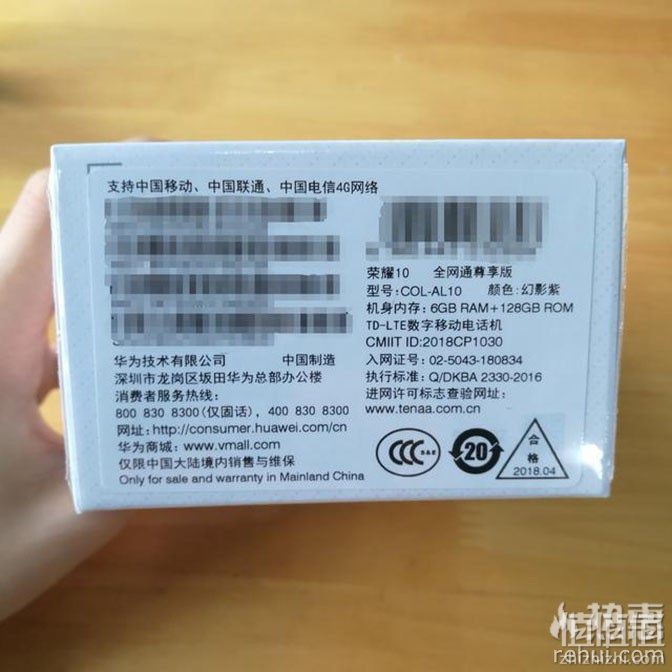 支持中国移动、中国联通、中国电信4G网络
荣耀10 全网通尊享版
型号:COL-AL10 颜色:幻影紫
机身内存:6GB RAM+128GB ROM
TD-LTE数字移动电话机
CMIIT ID:2018CP1030
入网证号:02-5043-180834
执行标准:Q/DKBA 2330-2016
进网许可标志查验网址:
www.tenaa.com.cn
华为技术有限公司 中国制造
深圳市龙岗区坂田华为总部办公楼
消费者服务热线:
800 830 8300(仅固话),400 830 8300
网址:http://consumer.huawei.com/cn
华为商城:www.vmall.com
仅限中国大陆境内销售与维保
Only for sale and warranty in Mainland China
CCC S&E
20
合格
2018.04
值值值
rehui.com
zhizhizhi.com